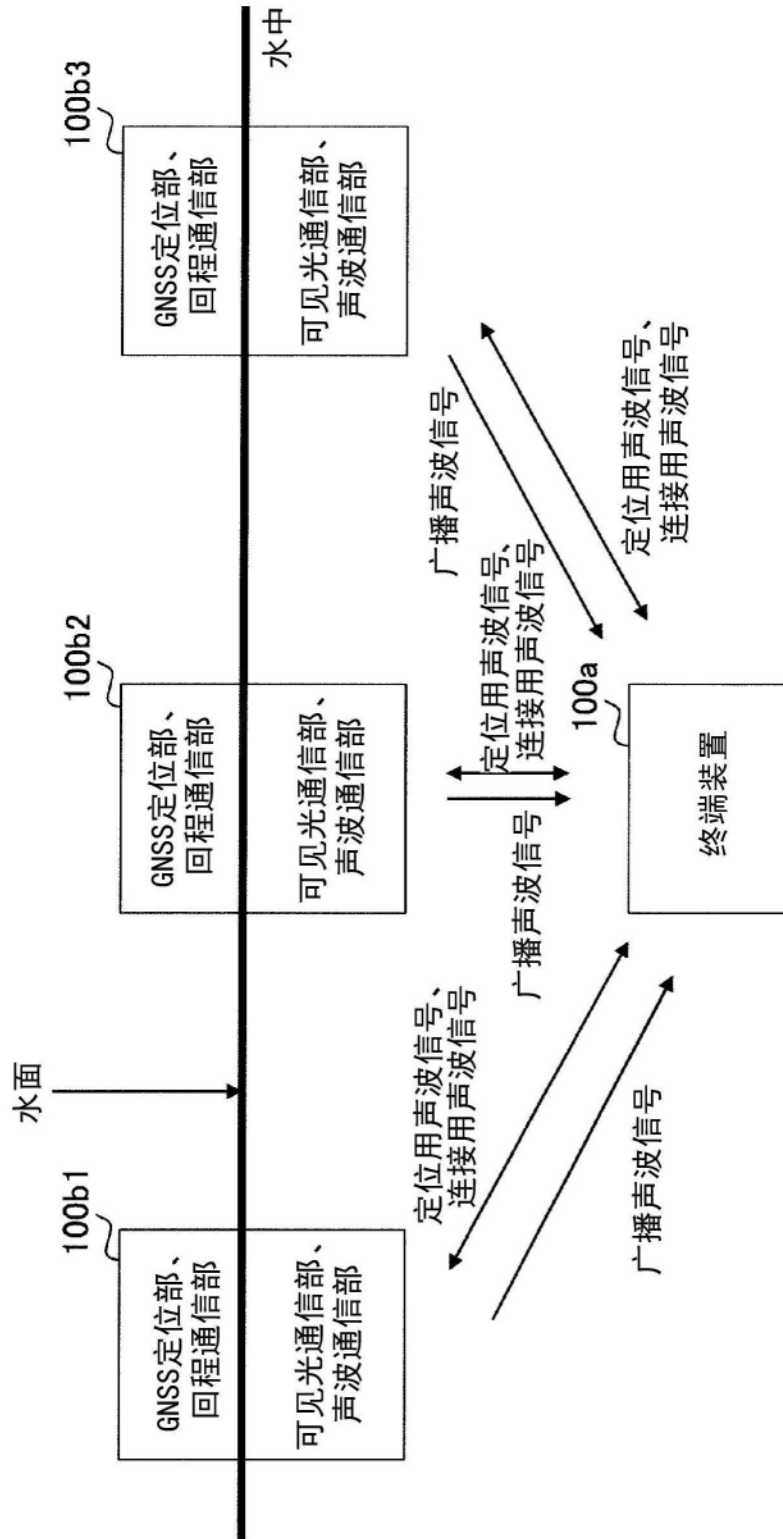 水面
水中
100b1
GNSS定位部、
回程通信部
可见光通信部、
声波通信部
100b2
GNSS定位部、
回程通信部
可见光通信部、
声波通信部
100b3
GNSS定位部、
回程通信部
可见光通信部、
声波通信部
定位用声波信号、
连接用声波信号
广播声波信号
广播声波信号
定位用声波信号、
连接用声波信号
广播声波信号
定位用声波信号、
连接用声波信号
100a
终端装置